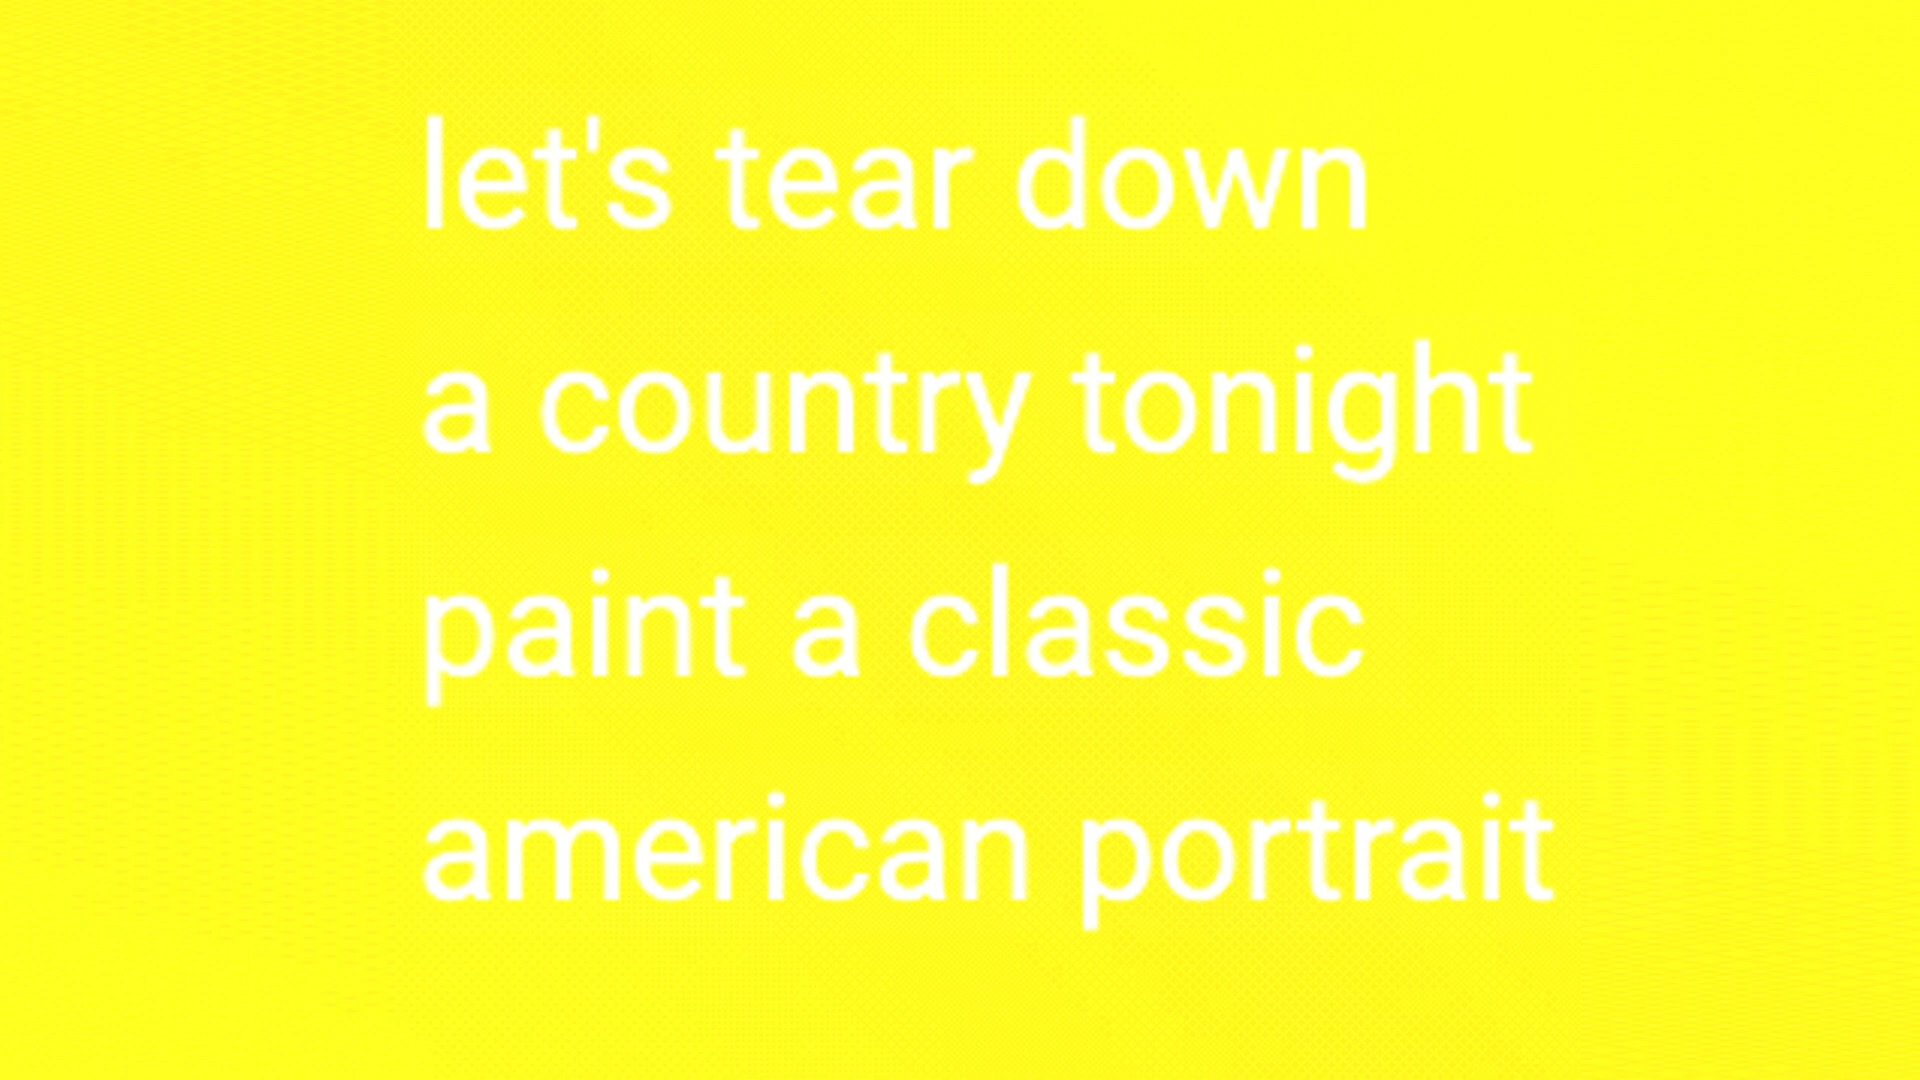 let's tear down
a country tonight
paint a classic
american portrait